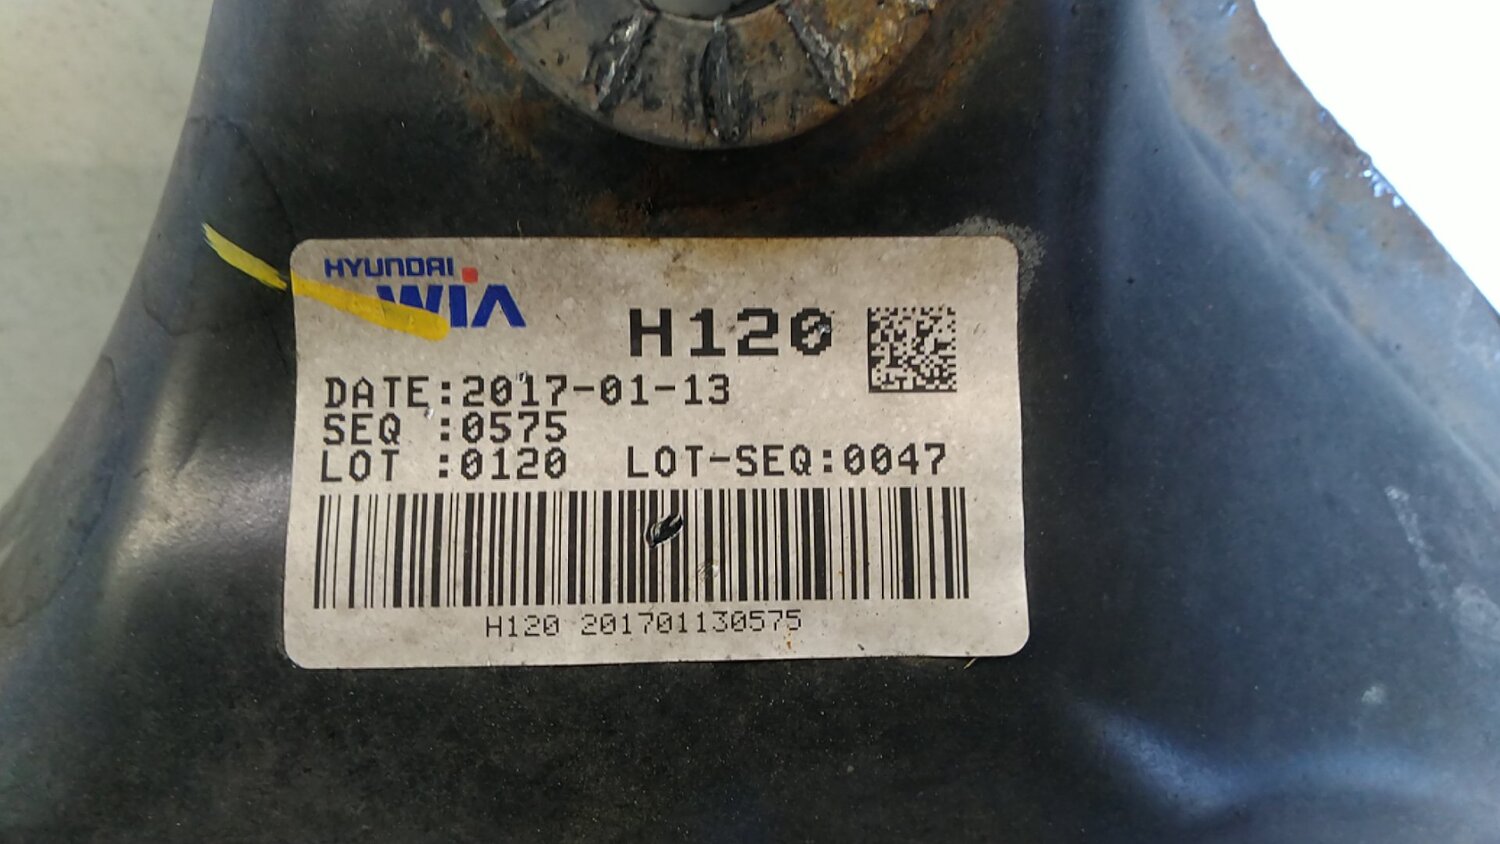 HYUNDAI
WIA
H120
DATE:2017-01-13
SEQ :0575
LOT :0120 LOT-SEQ:0047
H120 201701130575